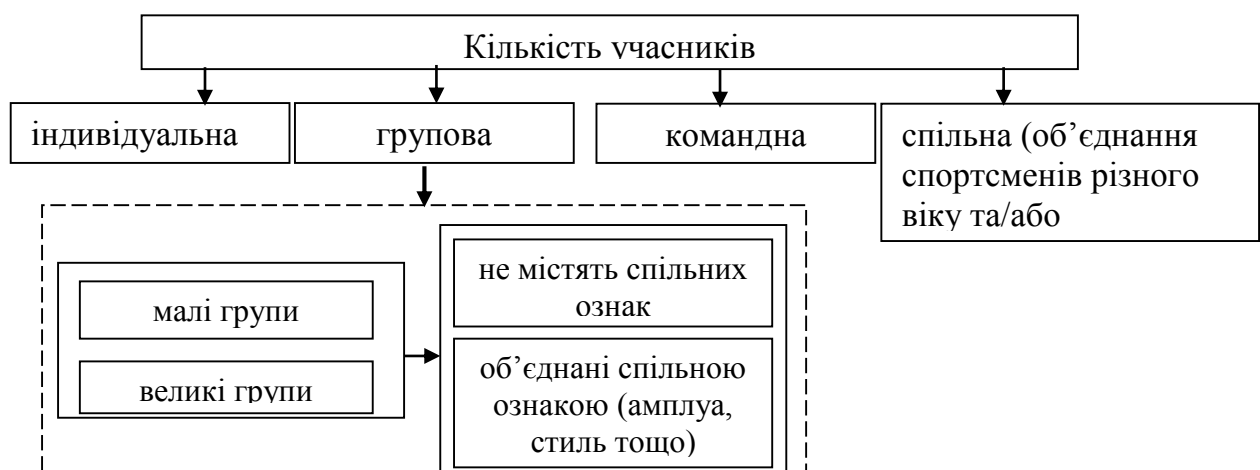 Кількість учасників
індивідуальна
групова
командна
спільна (об’єднання
спортсменів різного
віку та/або
малі групи
великі групи
не містять спільних
ознак
об’єднані спільною
ознакою (амплуа,
стиль тощо)